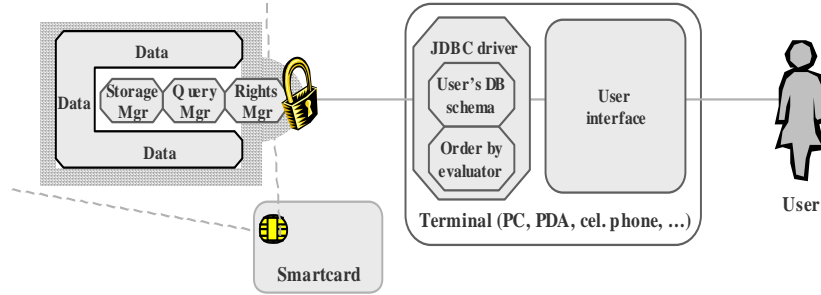 Data
Data
Storage
Mgr
Query
Mgr
Rights
Mgr
Data
JDBC driver
User's DB
schema
Order by
evaluator
User
interface
Terminal (PC, PDA, cel. phone, …)
User
Smartcard